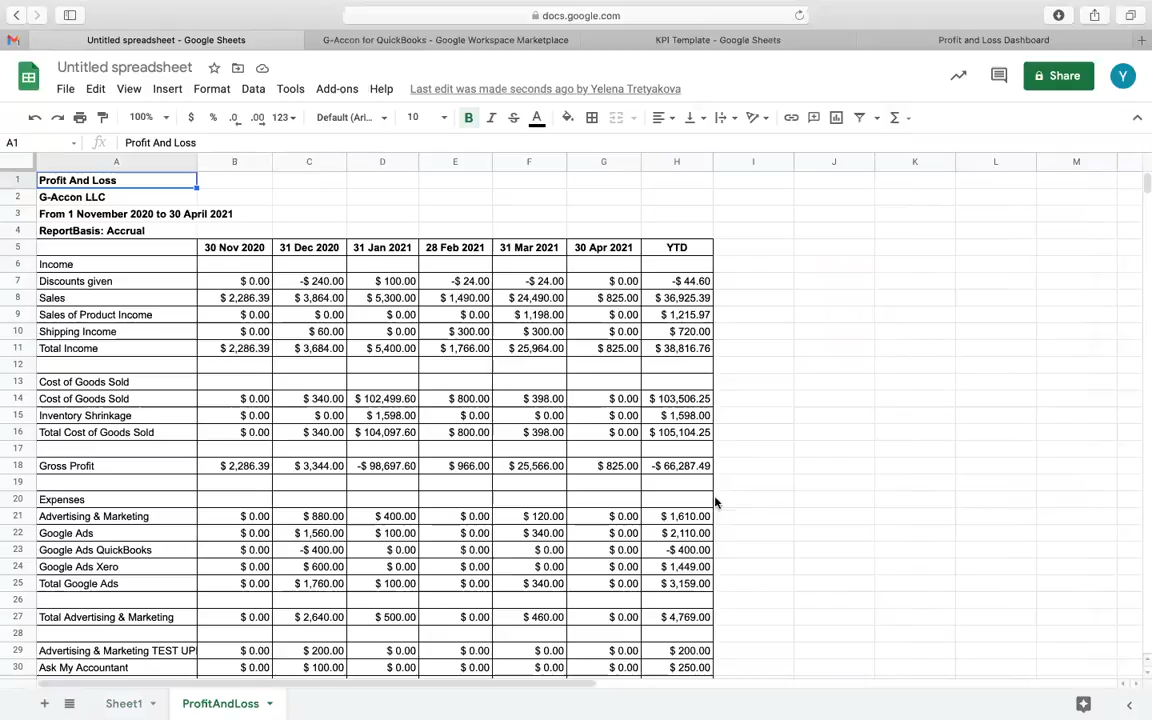 docs.google.com
Untitled spreadsheet - Google Sheets G-Accon for QuickBooks - Google Workspace Marketplace KPI Template - Google Sheets Profit and Loss Dashboard
Untitled spreadsheet
Share Y
File Edit View Insert Format Data Tools Add-ons Help Last edit was made seconds ago by Yelena Tretyakova
100% $ % .0 .00 123 Default (Ari... 10 B I S A
A1 fx Profit And Loss
A B C D E F G H I J K L M
1 Profit And Loss
2 G-Accon LLC
3 From 1 November 2020 to 30 April 2021
4 ReportBasis: Accrual
5 30 Nov 2020 31 Dec 2020 31 Jan 2021 28 Feb 2021 31 Mar 2021 30 Apr 2021 YTD
6 Income
7 Discounts given $ 0.00 -$ 240.00 $ 100.00 -$ 24.00 -$ 24.00 $ 0.00 -$ 44.60
8 Sales $ 2,286.39 $ 3,864.00 $ 5,300.00 $ 1,490.00 $ 24,490.00 $ 825.00 $ 36,925.39
9 Sales of Product Income $ 0.00 $ 0.00 $ 0.00 $ 0.00 $ 1,198.00 $ 0.00 $ 1,215.97
10 Shipping Income $ 0.00 $ 60.00 $ 0.00 $ 300.00 $ 300.00 $ 0.00 $ 720.00
11 Total Income $ 2,286.39 $ 3,684.00 $ 5,400.00 $ 1,766.00 $ 25,964.00 $ 825.00 $ 38,816.76
12
13 Cost of Goods Sold
14 Cost of Goods Sold $ 0.00 $ 340.00 $ 102,499.60 $ 800.00 $ 398.00 $ 0.00 $ 103,506.25
15 Inventory Shrinkage $ 0.00 $ 0.00 $ 1,598.00 $ 0.00 $ 0.00 $ 0.00 $ 1,598.00
16 Total Cost of Goods Sold $ 0.00 $ 340.00 $ 104,097.60 $ 800.00 $ 398.00 $ 0.00 $ 105,104.25
17
18 Gross Profit $ 2,286.39 $ 3,344.00 -$ 98,697.60 $ 966.00 $ 25,566.00 $ 825.00 -$ 66,287.49
19
20 Expenses
21 Advertising & Marketing $ 0.00 $ 880.00 $ 400.00 $ 0.00 $ 120.00 $ 0.00 $ 1,610.00
22 Google Ads $ 0.00 $ 1,560.00 $ 100.00 $ 0.00 $ 340.00 $ 0.00 $ 2,110.00
23 Google Ads QuickBooks $ 0.00 -$ 400.00 $ 0.00 $ 0.00 $ 0.00 $ 0.00 -$ 400.00
24 Google Ads Xero $ 0.00 $ 600.00 $ 0.00 $ 0.00 $ 0.00 $ 0.00 $ 1,449.00
25 Total Google Ads $ 0.00 $ 1,760.00 $ 100.00 $ 0.00 $ 340.00 $ 0.00 $ 3,159.00
26
27 Total Advertising & Marketing $ 0.00 $ 2,640.00 $ 500.00 $ 0.00 $ 460.00 $ 0.00 $ 4,769.00
28
29 Advertising & Marketing TEST UP $ 0.00 $ 200.00 $ 0.00 $ 0.00 $ 0.00 $ 0.00 $ 200.00
30 Ask My Accountant $ 0.00 $ 100.00 $ 0.00 $ 0.00 $ 0.00 $ 0.00 $ 250.00
Sheet1 ProfitAndLoss